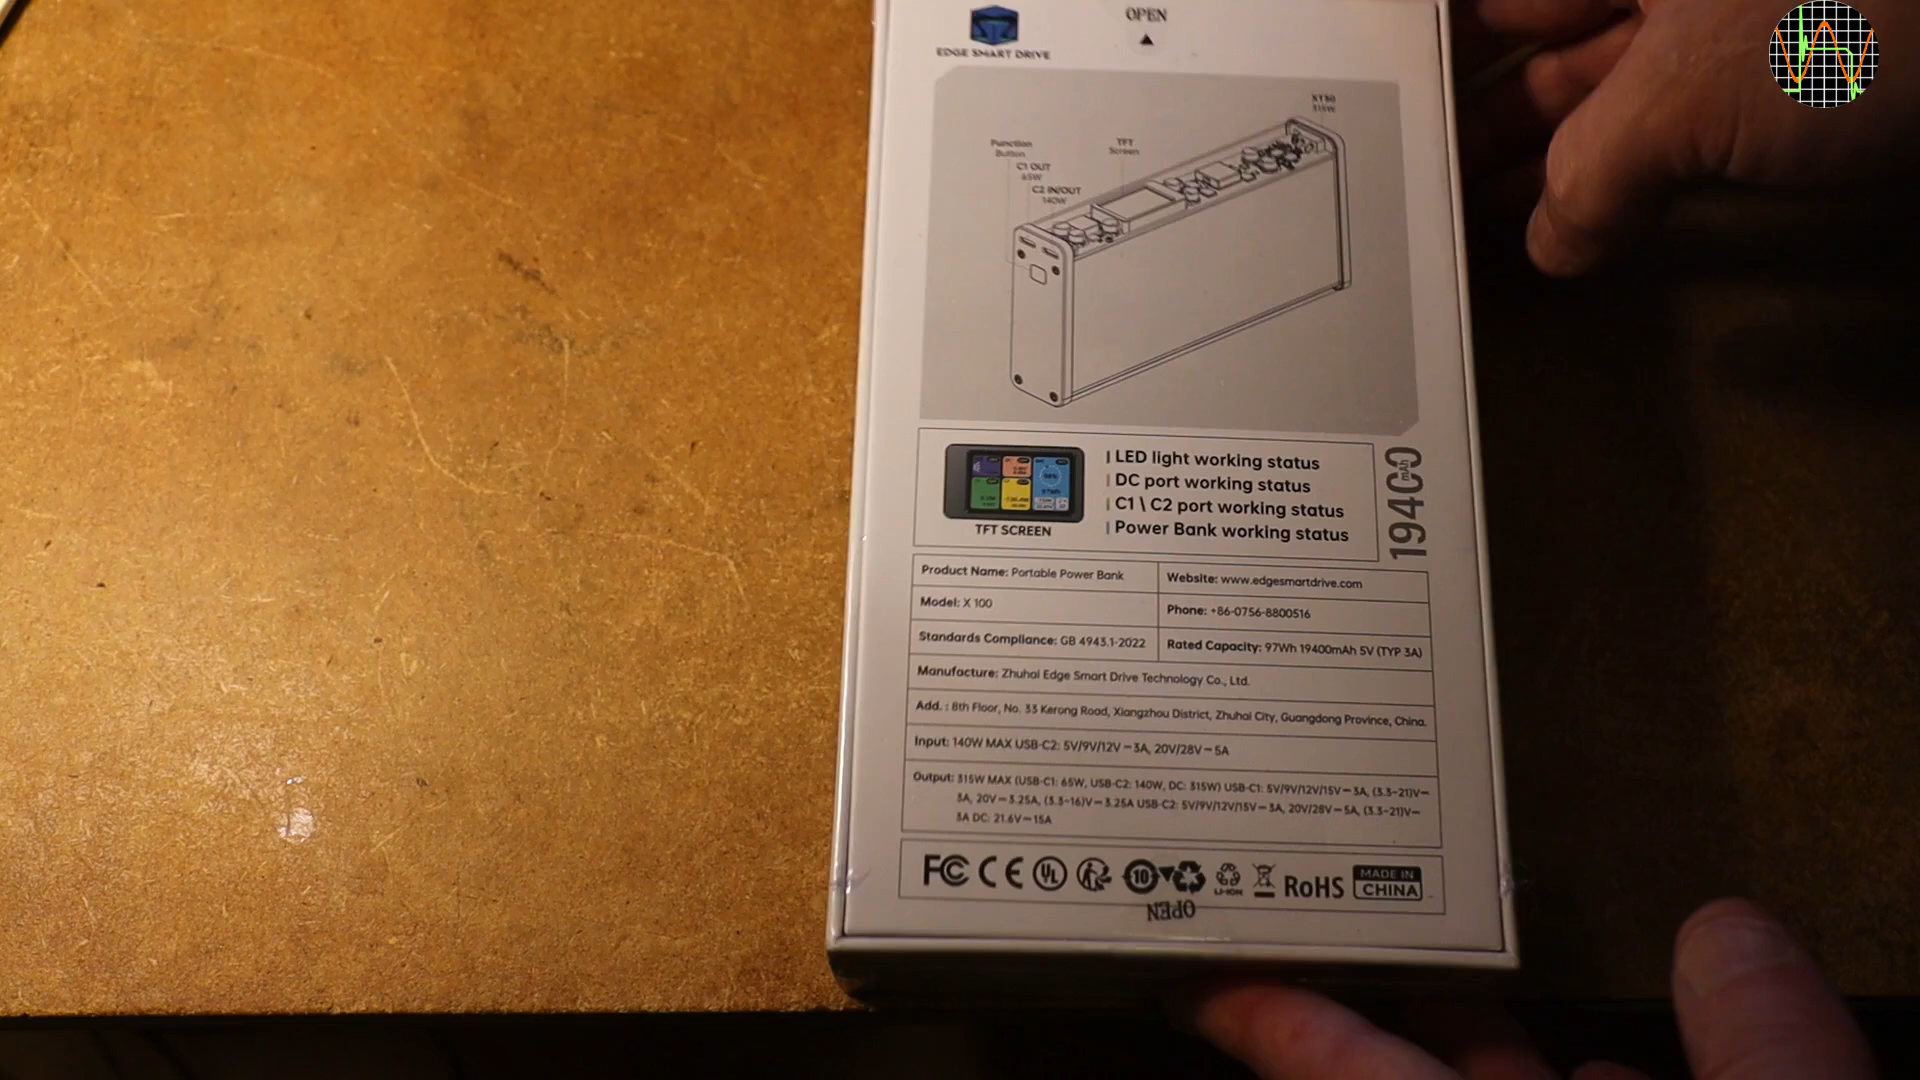 EDGE SMART DRIVE
OPEN
XT30
315W
Function
Button
TFT
Screen
C1 OUT
65W
C2 IN/OUT
140W
TFT SCREEN
LED light working status
DC port working status
C1 \ C2 port working status
Power Bank working status
19400 mAh
Product Name: Portable Power Bank
Website: www.edgesmartdrive.com
Model: X 100
Phone: +86-0756-8800516
Standards Compliance: GB 4943.1-2022
Rated Capacity: 97Wh 19400mAh 5V (TYP 3A)
Manufacture: Zhuhai Edge Smart Drive Technology Co., Ltd.
Add. : 8th Floor, No. 33 Kerong Road, Xiangzhou District, Zhuhai City, Guangdong Province, China.
Input: 140W MAX USB-C2: 5V/9V/12V⎓3A, 20V/28V⎓5A
Output: 315W MAX (USB-C1: 65W, USB-C2: 140W, DC: 315W) USB-C1: 5V/9V/12V/15V⎓3A, (3.3-21)V⎓
3A, 20V⎓3.25A, (3.3-16)V⎓3.25A USB-C2: 5V/9V/12V/15V⎓3A, 20V/28V⎓5A, (3.3-21)V⎓
3A DC: 21.6V⎓15A
FC CE UL 10 LI-ION RoHS MADE IN
CHINA
OPEN